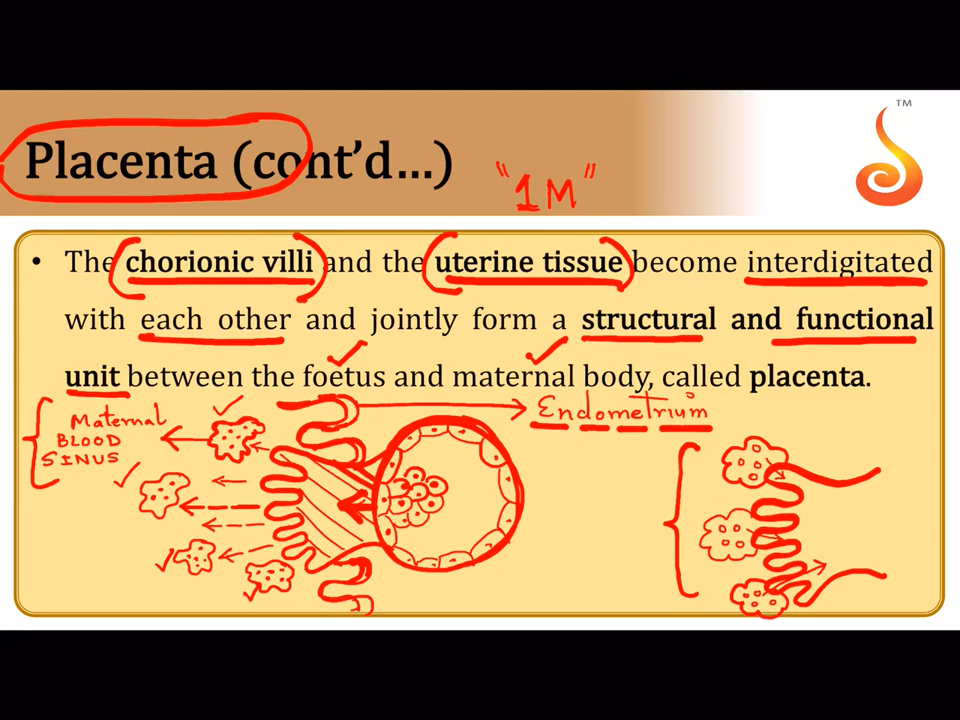 TM
Placenta (cont’d…)
“1M”
• The chorionic villi and the uterine tissue become interdigitated
with each other and jointly form a structural and functional
unit between the foetus and maternal body, called placenta.
Endometrium
Maternal
BLOOD
SINUS